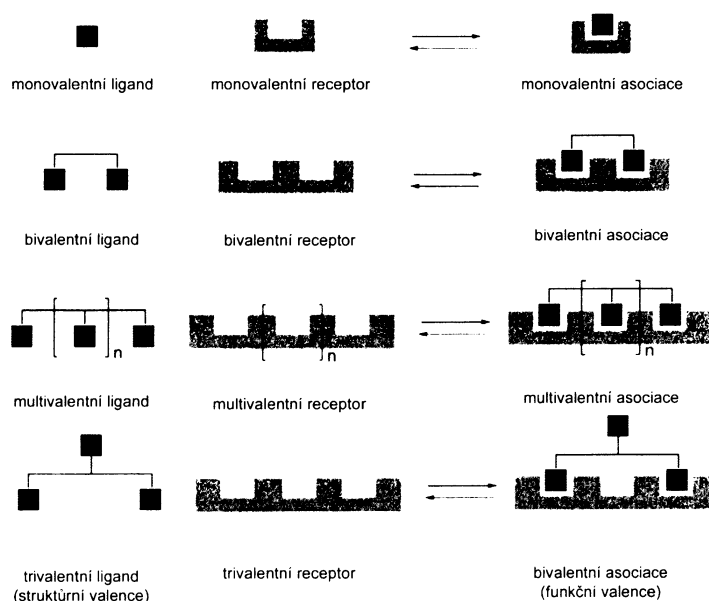 monovalentní ligand
monovalentní receptor
monovalentní asociace
bivalentní ligand
bivalentní receptor
bivalentní asociace
n
n
n
multivalentní ligand
multivalentní receptor
multivalentní asociace
trivalentní ligand
(struktúrní valence)
trivalentní receptor
bivalentní asociace
(funkční valence)